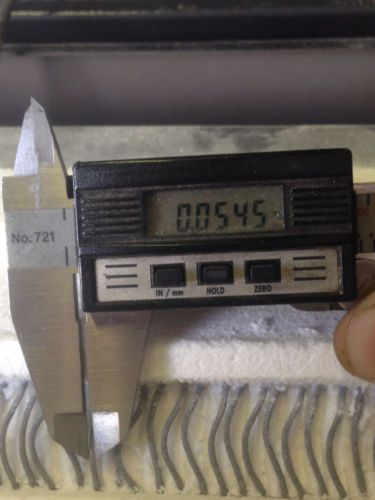 0.0545
No. 721
IN / mm HOLD ZERO